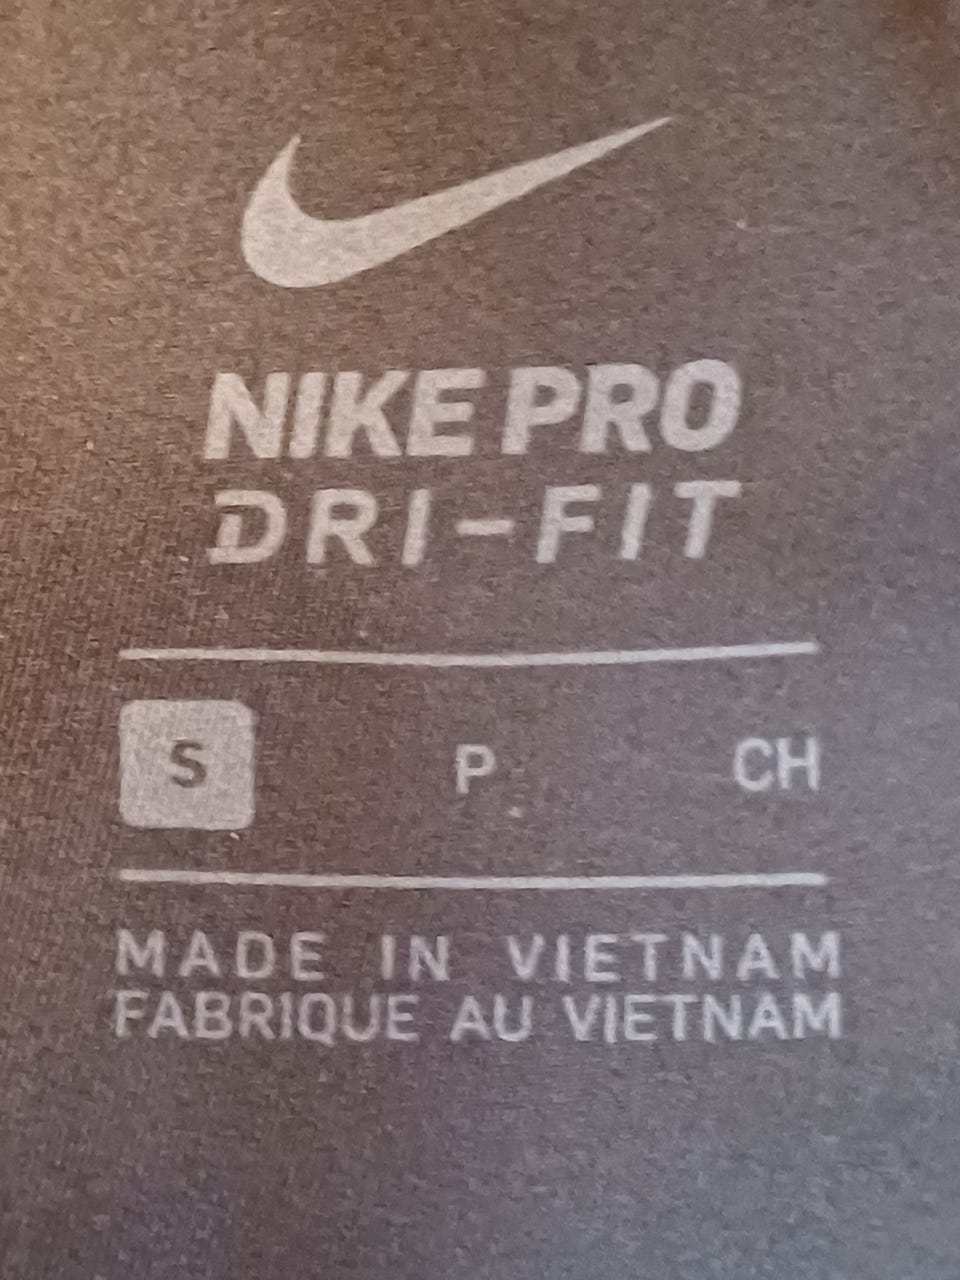 NIKE PRO
DRI-FIT
S P CH
MADE IN VIETNAM
FABRIQUE AU VIETNAM